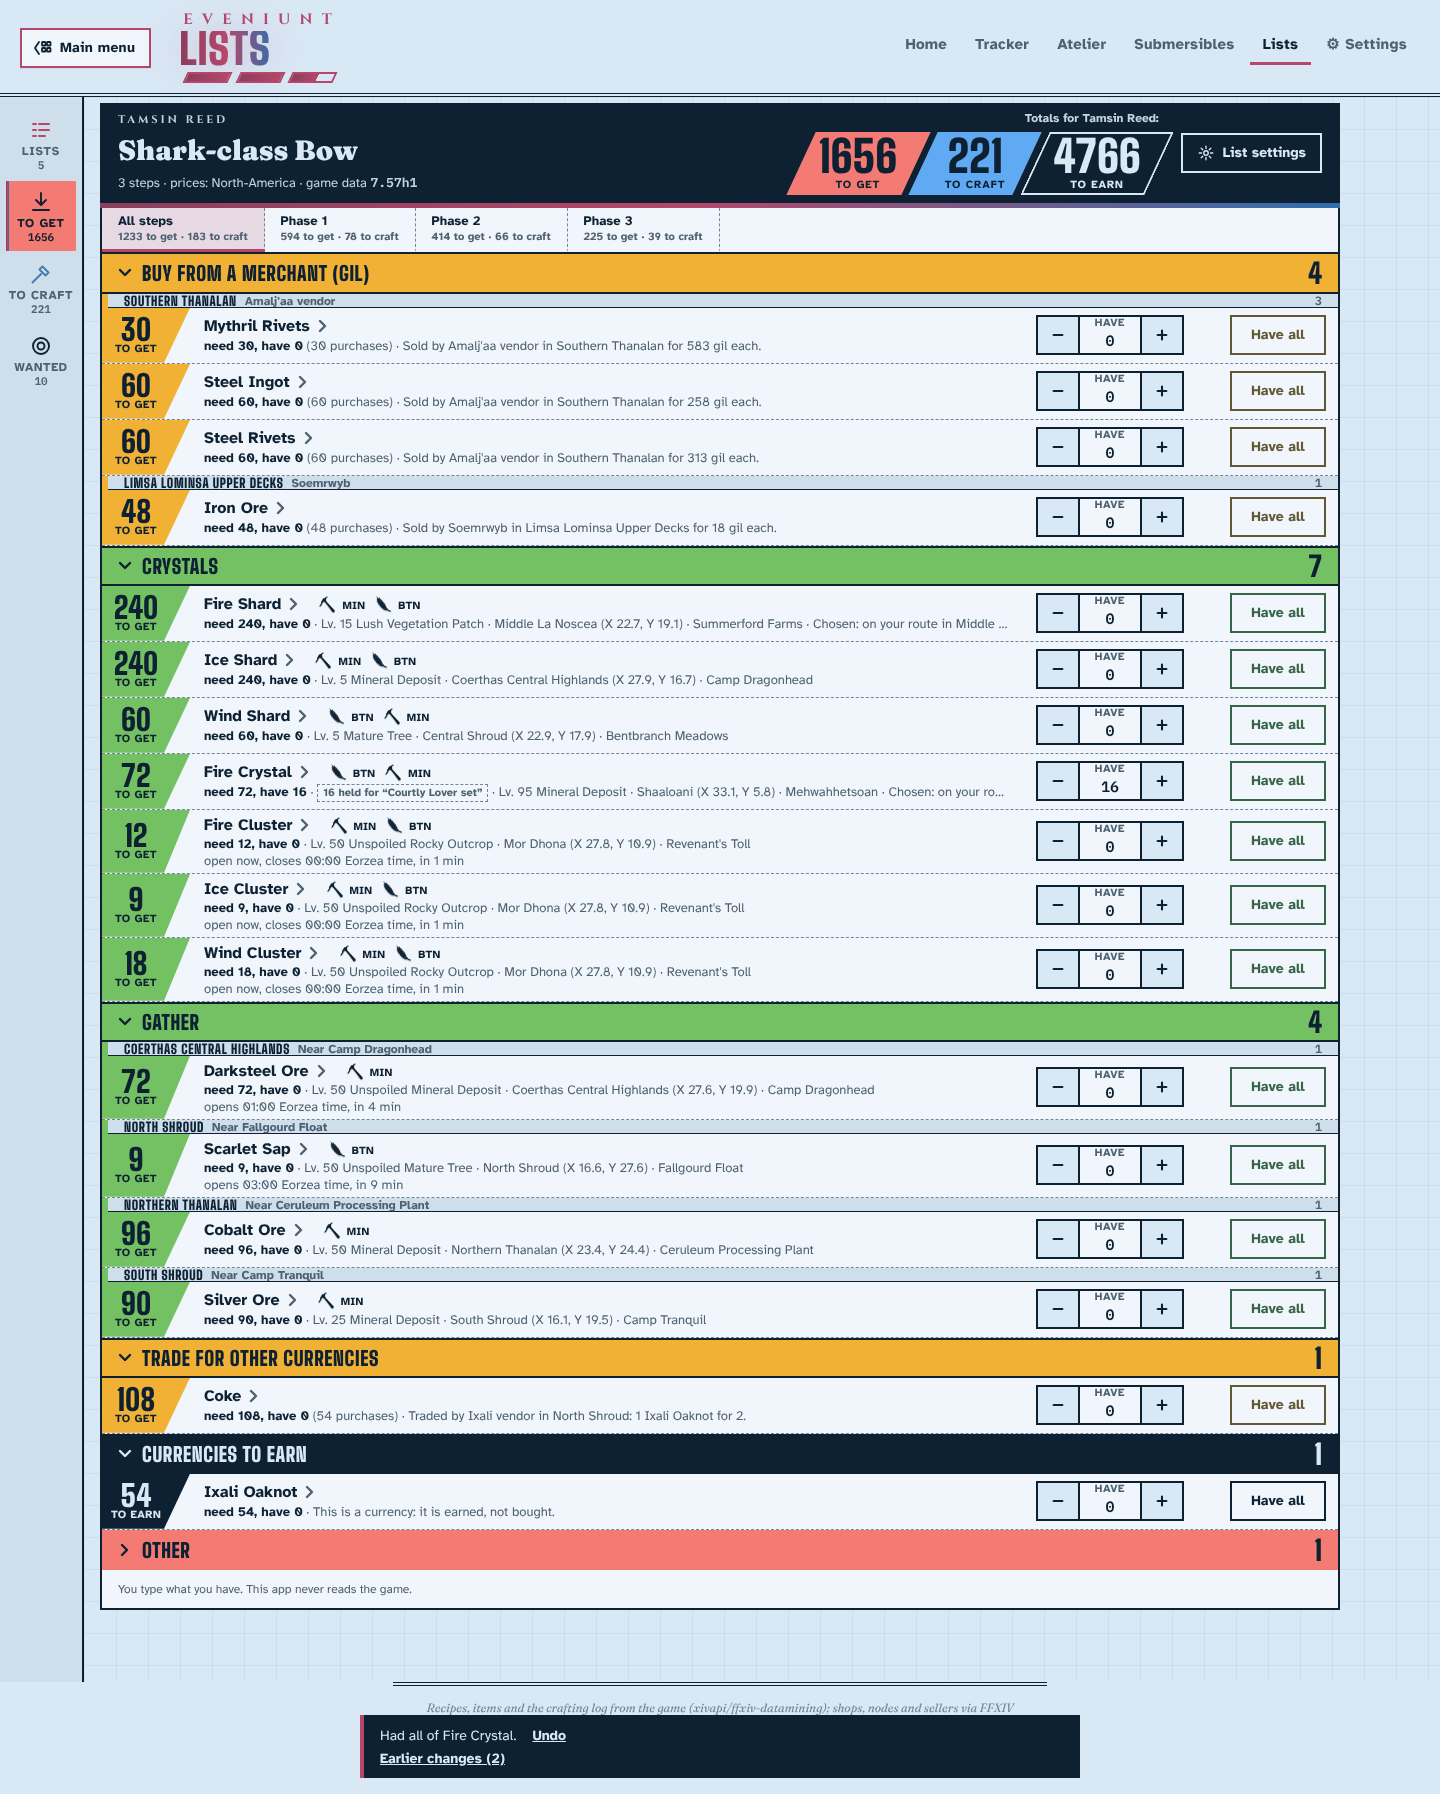 Main menu
EVENIUNT
LISTS
Home
Tracker
Atelier
Submersibles
Lists
Settings
LISTS
5
TO GET
1656
TO CRAFT
221
WANTED
10
TAMSIN REED
Shark-class Bow
3 steps · prices: North-America · game data 7.57h1
Totals for Tamsin Reed:
1656
TO GET
221
TO CRAFT
4766
TO EARN
List settings
All steps
1233 to get · 183 to craft
Phase 1
594 to get · 78 to craft
Phase 2
414 to get · 66 to craft
Phase 3
225 to get · 39 to craft
BUY FROM A MERCHANT (GIL) 4
SOUTHERN THANALAN Amalj'aa vendor 3
30
TO GET
Mythril Rivets
need 30, have 0 (30 purchases) · Sold by Amalj'aa vendor in Southern Thanalan for 583 gil each.
− HAVE 0 +
Have all
60
TO GET
Steel Ingot
need 60, have 0 (60 purchases) · Sold by Amalj'aa vendor in Southern Thanalan for 258 gil each.
− HAVE 0 +
Have all
60
TO GET
Steel Rivets
need 60, have 0 (60 purchases) · Sold by Amalj'aa vendor in Southern Thanalan for 313 gil each.
− HAVE 0 +
Have all
LIMSA LOMINSA UPPER DECKS Soemrwyb 1
48
TO GET
Iron Ore
need 48, have 0 (48 purchases) · Sold by Soemrwyb in Limsa Lominsa Upper Decks for 18 gil each.
− HAVE 0 +
Have all
CRYSTALS 7
240
TO GET
Fire Shard MIN BTN
need 240, have 0 · Lv. 15 Lush Vegetation Patch · Middle La Noscea (X 22.7, Y 19.1) · Summerford Farms · Chosen: on your route in Middle ...
− HAVE 0 +
Have all
240
TO GET
Ice Shard MIN BTN
need 240, have 0 · Lv. 5 Mineral Deposit · Coerthas Central Highlands (X 27.9, Y 16.7) · Camp Dragonhead
− HAVE 0 +
Have all
60
TO GET
Wind Shard BTN MIN
need 60, have 0 · Lv. 5 Mature Tree · Central Shroud (X 22.9, Y 17.9) · Bentbranch Meadows
− HAVE 0 +
Have all
72
TO GET
Fire Crystal BTN MIN
need 72, have 16 · 16 held for “Courtly Lover set” · Lv. 95 Mineral Deposit · Shaaloani (X 33.1, Y 5.8) · Mehwahhetsoan · Chosen: on your ro...
− HAVE 16 +
Have all
12
TO GET
Fire Cluster MIN BTN
need 12, have 0 · Lv. 50 Unspoiled Rocky Outcrop · Mor Dhona (X 27.8, Y 10.9) · Revenant's Toll
open now, closes 00:00 Eorzea time, in 1 min
− HAVE 0 +
Have all
9
TO GET
Ice Cluster MIN BTN
need 9, have 0 · Lv. 50 Unspoiled Rocky Outcrop · Mor Dhona (X 27.8, Y 10.9) · Revenant's Toll
open now, closes 00:00 Eorzea time, in 1 min
− HAVE 0 +
Have all
18
TO GET
Wind Cluster MIN BTN
need 18, have 0 · Lv. 50 Unspoiled Rocky Outcrop · Mor Dhona (X 27.8, Y 10.9) · Revenant's Toll
open now, closes 00:00 Eorzea time, in 1 min
− HAVE 0 +
Have all
GATHER 4
COERTHAS CENTRAL HIGHLANDS Near Camp Dragonhead 1
72
TO GET
Darksteel Ore MIN
need 72, have 0 · Lv. 50 Unspoiled Mineral Deposit · Coerthas Central Highlands (X 27.6, Y 19.9) · Camp Dragonhead
opens 01:00 Eorzea time, in 4 min
− HAVE 0 +
Have all
NORTH SHROUD Near Fallgourd Float 1
9
TO GET
Scarlet Sap BTN
need 9, have 0 · Lv. 50 Unspoiled Mature Tree · North Shroud (X 16.6, Y 27.6) · Fallgourd Float
opens 03:00 Eorzea time, in 9 min
− HAVE 0 +
Have all
NORTHERN THANALAN Near Ceruleum Processing Plant 1
96
TO GET
Cobalt Ore MIN
need 96, have 0 · Lv. 50 Mineral Deposit · Northern Thanalan (X 23.4, Y 24.4) · Ceruleum Processing Plant
− HAVE 0 +
Have all
SOUTH SHROUD Near Camp Tranquil 1
90
TO GET
Silver Ore MIN
need 90, have 0 · Lv. 25 Mineral Deposit · South Shroud (X 16.1, Y 19.5) · Camp Tranquil
− HAVE 0 +
Have all
TRADE FOR OTHER CURRENCIES 1
108
TO GET
Coke
need 108, have 0 (54 purchases) · Traded by Ixali vendor in North Shroud: 1 Ixali Oaknot for 2.
− HAVE 0 +
Have all
CURRENCIES TO EARN 1
54
TO EARN
Ixali Oaknot
need 54, have 0 · This is a currency: it is earned, not bought.
− HAVE 0 +
Have all
OTHER 1
You type what you have. This app never reads the game.
Recipes, items and the crafting log from the game (xivapi/ffxiv-datamining); shops, nodes and sellers via FFXIV
Had all of Fire Crystal. Undo
Earlier changes (2)